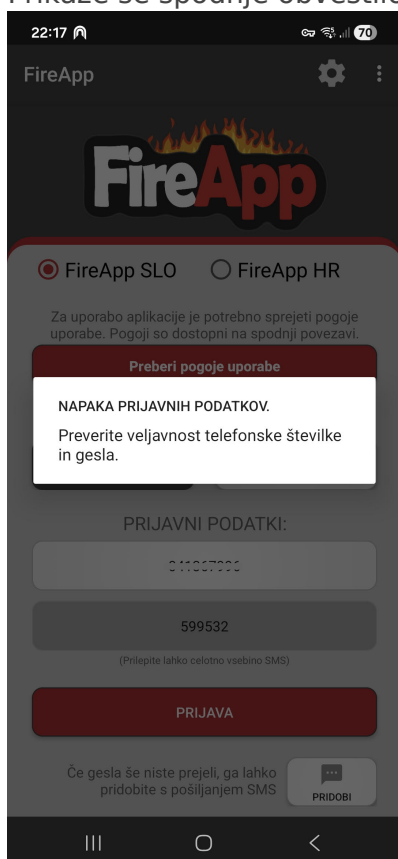 22:17
70
FireApp
FireApp
FireApp SLO
FireApp HR
Za uporabo aplikacije je potrebno sprejeti pogoje
uporabe. Pogoji so dostopni na spodnji povezavi.
Preberi pogoje uporabe
NAPAKA PRIJAVNIH PODATKOV.
Preverite veljavnost telefonske številke
in gesla.
PRIJAVNI PODATKI:
599532
(Prilepite lahko celotno vsebino SMS)
PRIJAVA
Če gesla še niste prejeli, ga lahko
pridobite s pošiljanjem SMS
PRIDOBI